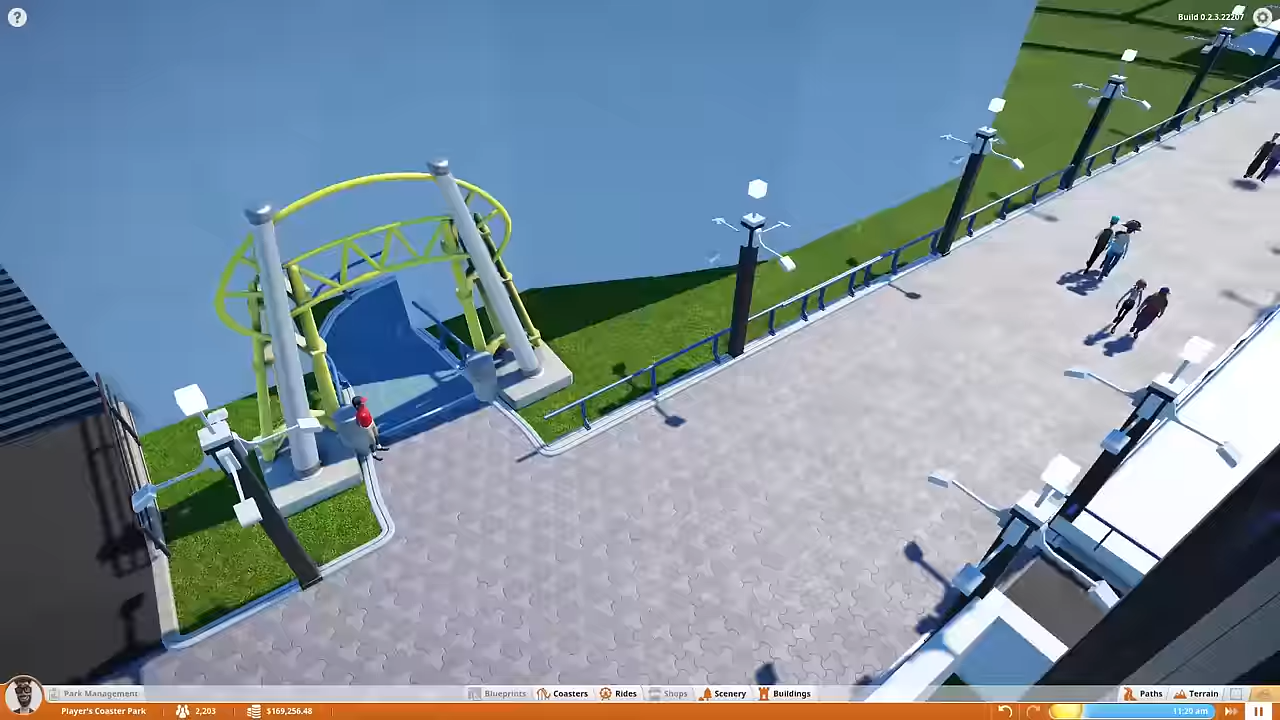 ?
Build 0.2.3.22207
Park Management
Blueprints
Coasters
Rides
Shops
Scenery
Buildings
Paths
Terrain
Player's Coaster Park
2,203
$169,256.48
11:20 am